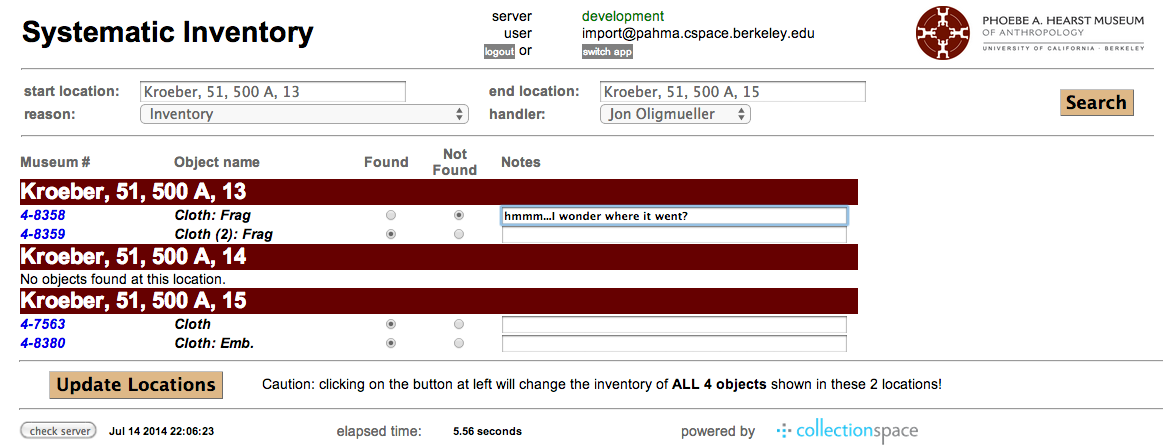 Systematic Inventory
server development
user import@pahma.cspace.berkeley.edu
logout or switch app
PHOEBE A. HEARST MUSEUM
OF ANTHROPOLOGY
UNIVERSITY OF CALIFORNIA · BERKELEY
start location: Kroeber, 51, 500 A, 13 end location: Kroeber, 51, 500 A, 15
reason: Inventory handler: Jon Oligmueller
Search
Museum # Object name Found Not Found Notes
Kroeber, 51, 500 A, 13
4-8358 Cloth: Frag hmmm...I wonder where it went?
4-8359 Cloth (2): Frag
Kroeber, 51, 500 A, 14
No objects found at this location.
Kroeber, 51, 500 A, 15
4-7563 Cloth
4-8380 Cloth: Emb.
Update Locations Caution: clicking on the button at left will change the inventory of ALL 4 objects shown in these 2 locations!
check server Jul 14 2014 22:06:23 elapsed time: 5.56 seconds powered by collectionspace